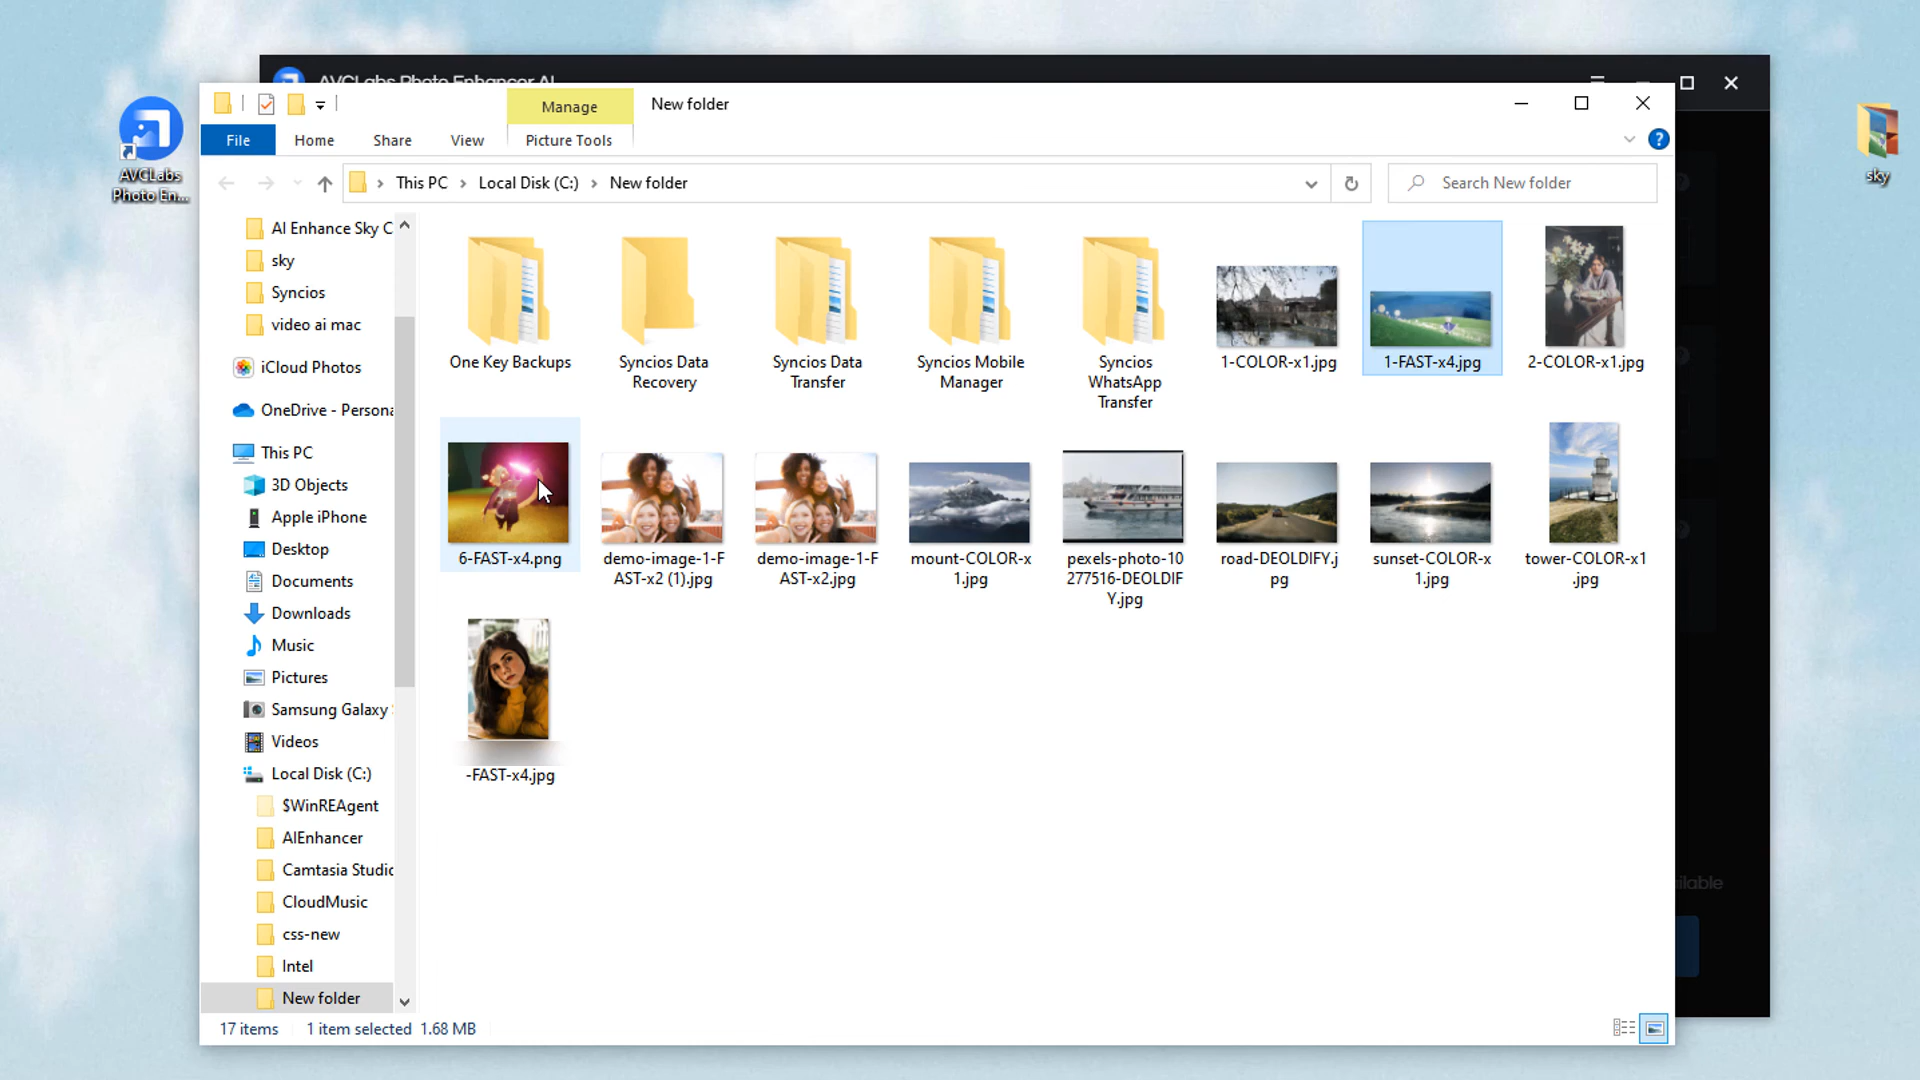 AVCLabs Photo Enhancer AI
AVCLabs
Photo En...
sky
Manage
New folder
File
Home
Share
View
Picture Tools
This PC
Local Disk (C:)
New folder
Search New folder
AI Enhance Sky C
sky
Syncios
video ai mac
iCloud Photos
OneDrive - Persona
This PC
3D Objects
Apple iPhone
Desktop
Documents
Downloads
Music
Pictures
Samsung Galaxy
Videos
Local Disk (C:)
$WinREAgent
AIEnhancer
Camtasia Studio
CloudMusic
css-new
Intel
New folder
One Key Backups
Syncios Data
Recovery
Syncios Data
Transfer
Syncios Mobile
Manager
Syncios
WhatsApp
Transfer
1-COLOR-x1.jpg
1-FAST-x4.jpg
2-COLOR-x1.jpg
6-FAST-x4.png
demo-image-1-F
AST-x2 (1).jpg
demo-image-1-F
AST-x2.jpg
mount-COLOR-x
1.jpg
pexels-photo-10
277516-DEOLDIF
Y.jpg
road-DEOLDIFY.j
pg
sunset-COLOR-x
1.jpg
tower-COLOR-x1
.jpg
-FAST-x4.jpg
17 items
1 item selected 1.68 MB